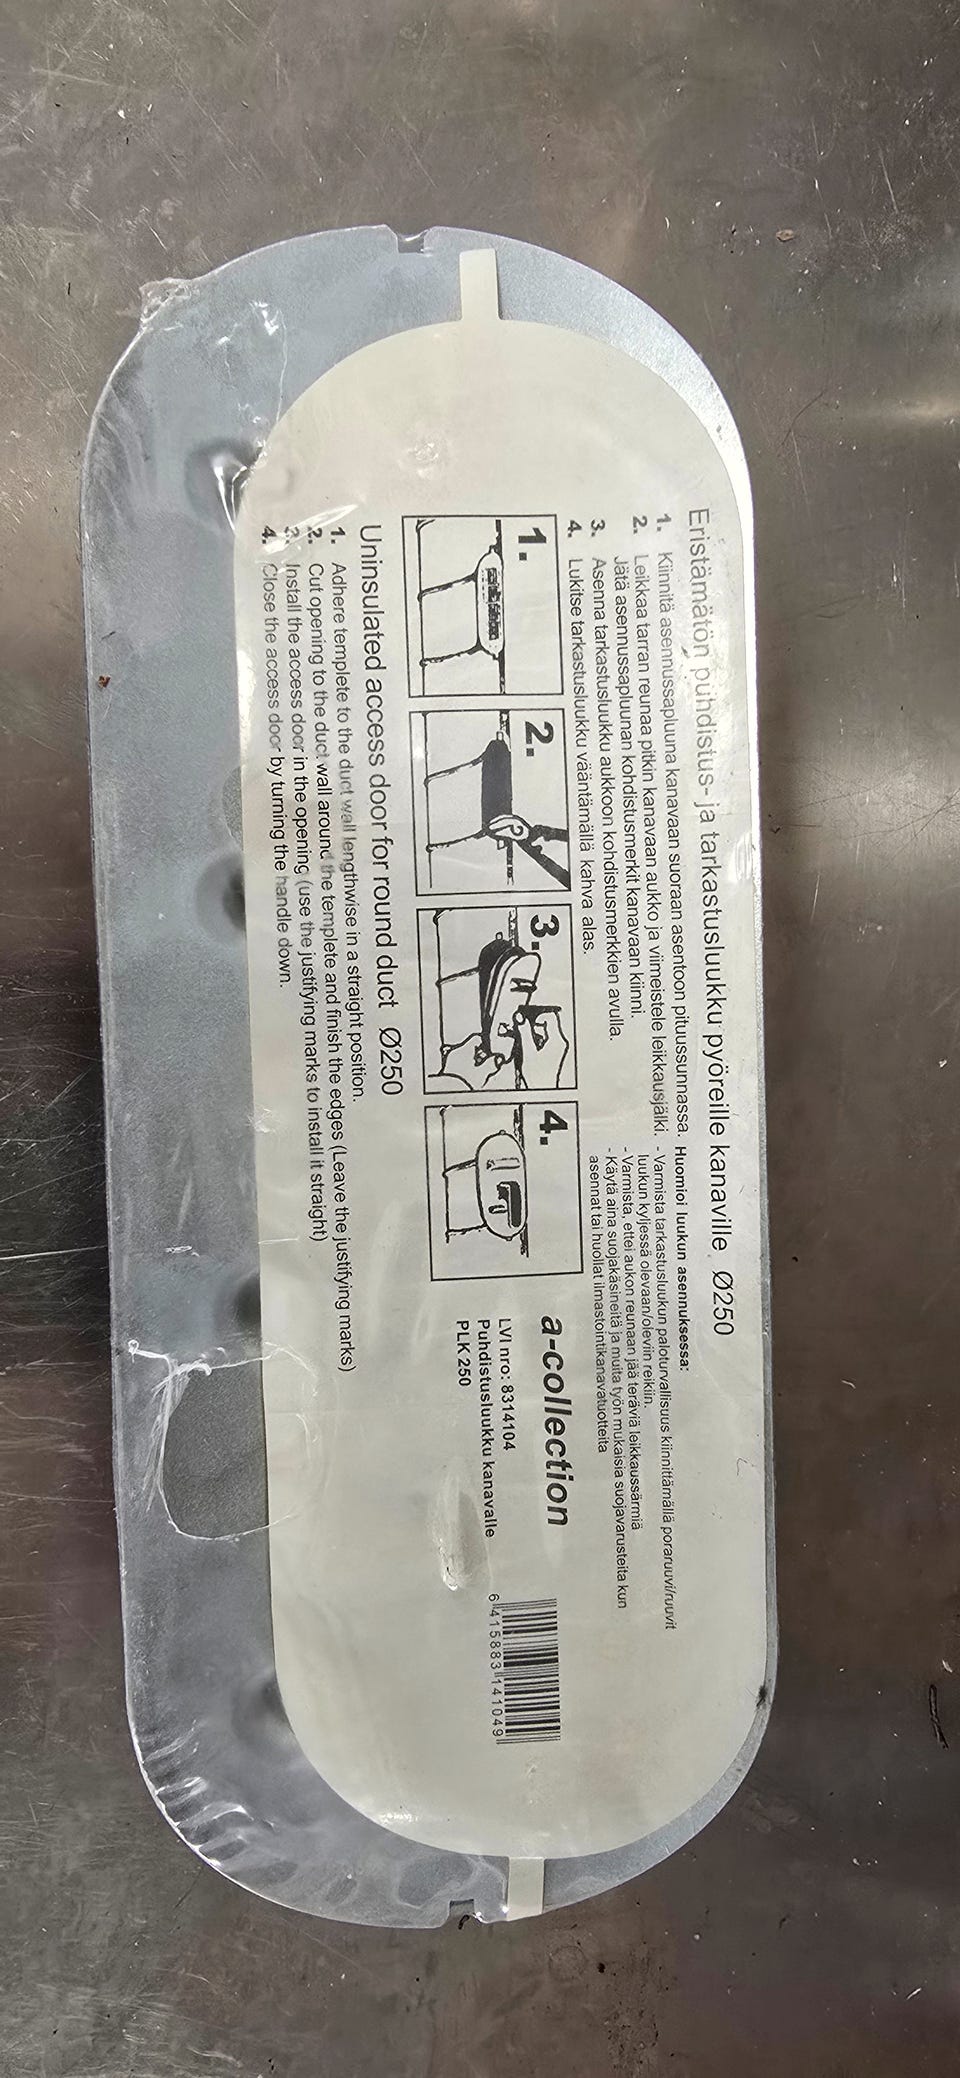 Eristämätön puhdistus- ja tarkastusluukku pyöreille kanaville Ø250
1. Kiinnitä asennussapluuna kanavaan suoraan asentoon pituussunnassa.
2. Leikkaa tarran reunaa pitkin kanavaan aukko ja viimeistele leikkausjälki.
Jätä asennussapluunan kohdistusmerkit kanavaan kiinni.
3. Asenna tarkastusluukku aukkoon kohdistusmerkkien avulla.
4. Lukitse tarkastusluukku vääntämällä kahva alas.
Huomioi luukun asennuksessa:
- Varmista tarkastusluukun paloturvallisuus kiinnittämällä poraruuvi/ruuvit
luukun kyljessä olevaan/oleviin reikiin.
- Varmista, ettei aukon reunaan jää teräviä leikkaussärmiä
- Käytä aina suojakäsineitä ja muita työn mukaisia suojavarusteita kun
asennat tai huollat ilmastointikanavatuotteita
1.
2.
3.
4.
a-collection
LVI nro: 8314104
Puhdistusluukku kanavalle
PLK 250
6 415883 141049
Uninsulated access door for round duct Ø250
1. Adhere templete to the duct wall lengthwise in a straight position.
2. Cut opening to the duct wall around the templete and finish the edges (Leave the justifying marks)
3. Install the access door in the opening (use the justifying marks to install it straight)
4. Close the access door by turning the handle down.